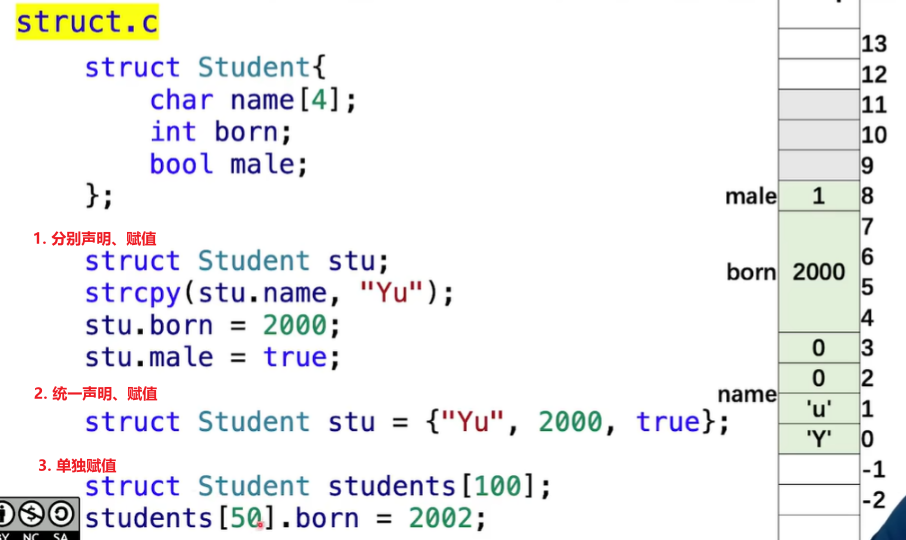 struct.c
struct Student{
char name[4];
int born;
bool male;
};
1. 分别声明、赋值
struct Student stu;
strcpy(stu.name, "Yu");
stu.born = 2000;
stu.male = true;
2. 统一声明、赋值
struct Student stu = {"Yu", 2000, true};
3. 单独赋值
struct Student students[100];
students[50].born = 2002;
13
12
11
10
9
male 1 8
7
6
born 2000
5
4
0 3
0 2
name
'u' 1
'Y' 0
-1
-2
BY NC SA